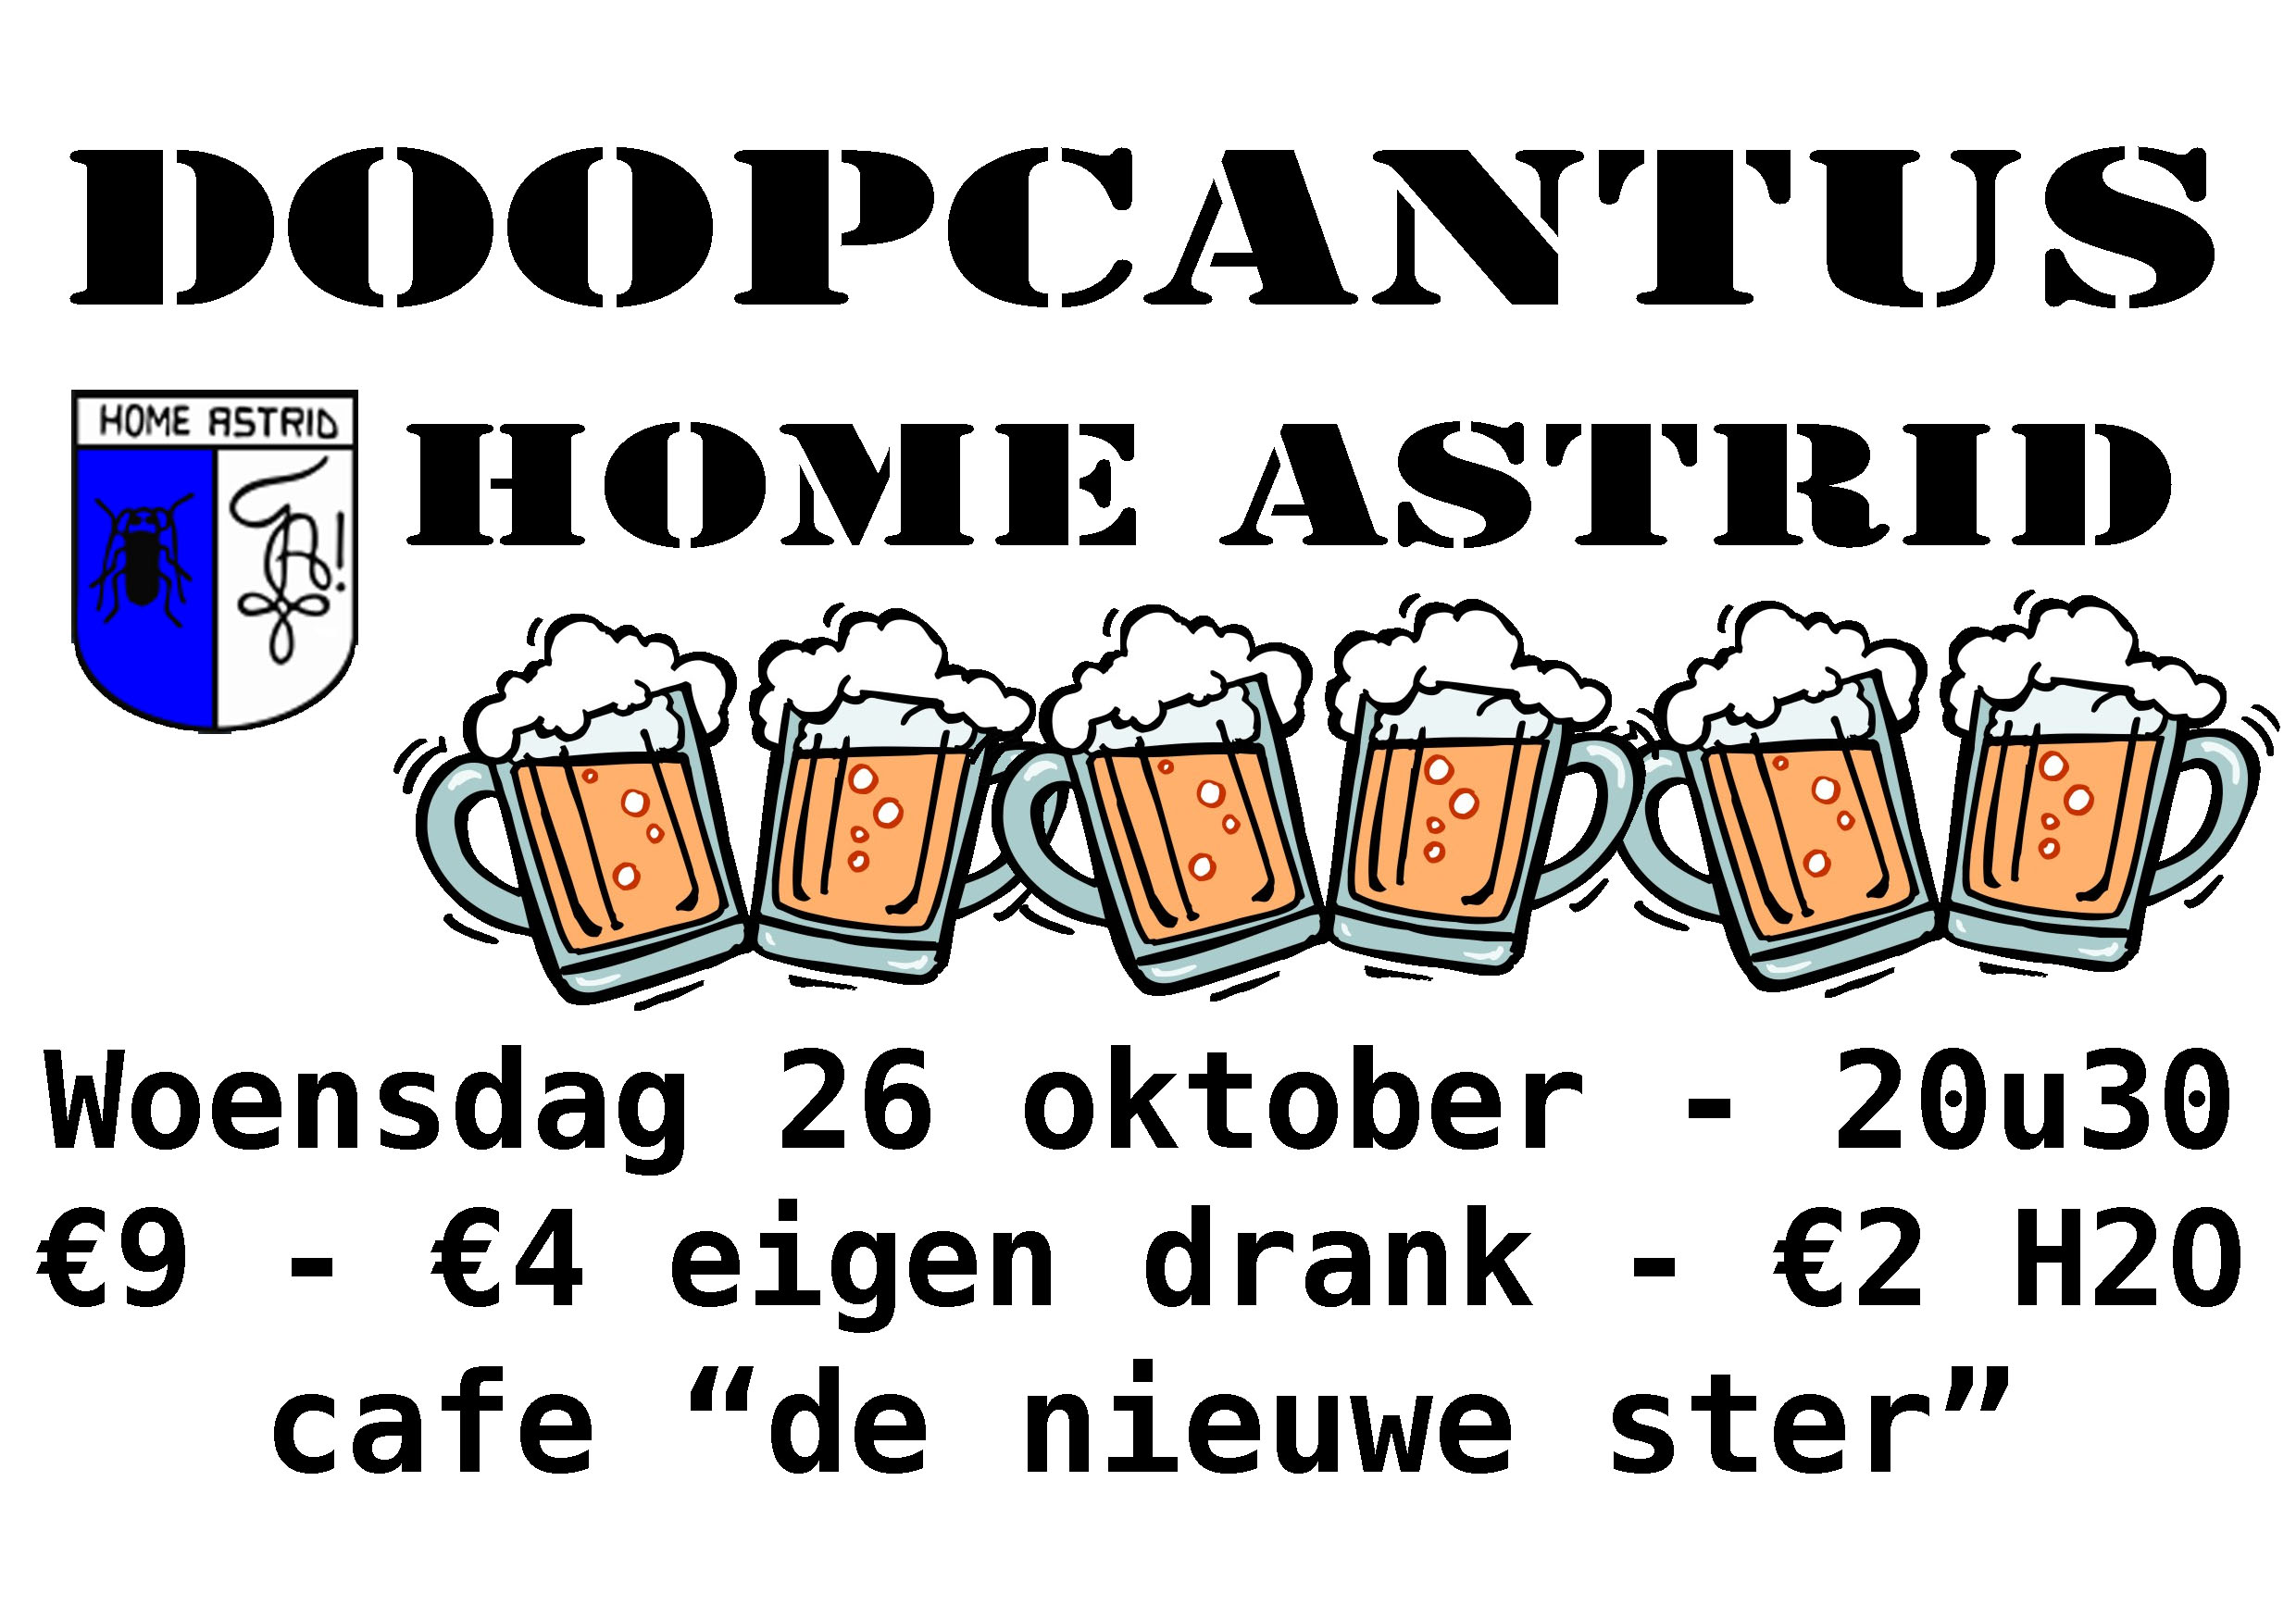 DOOPCANTUS
HOME ASTRID
HOME ASTRID
Woensdag 26 oktober - 20u30
€9 - €4 eigen drank - €2 H2O
cafe “de nieuwe ster”